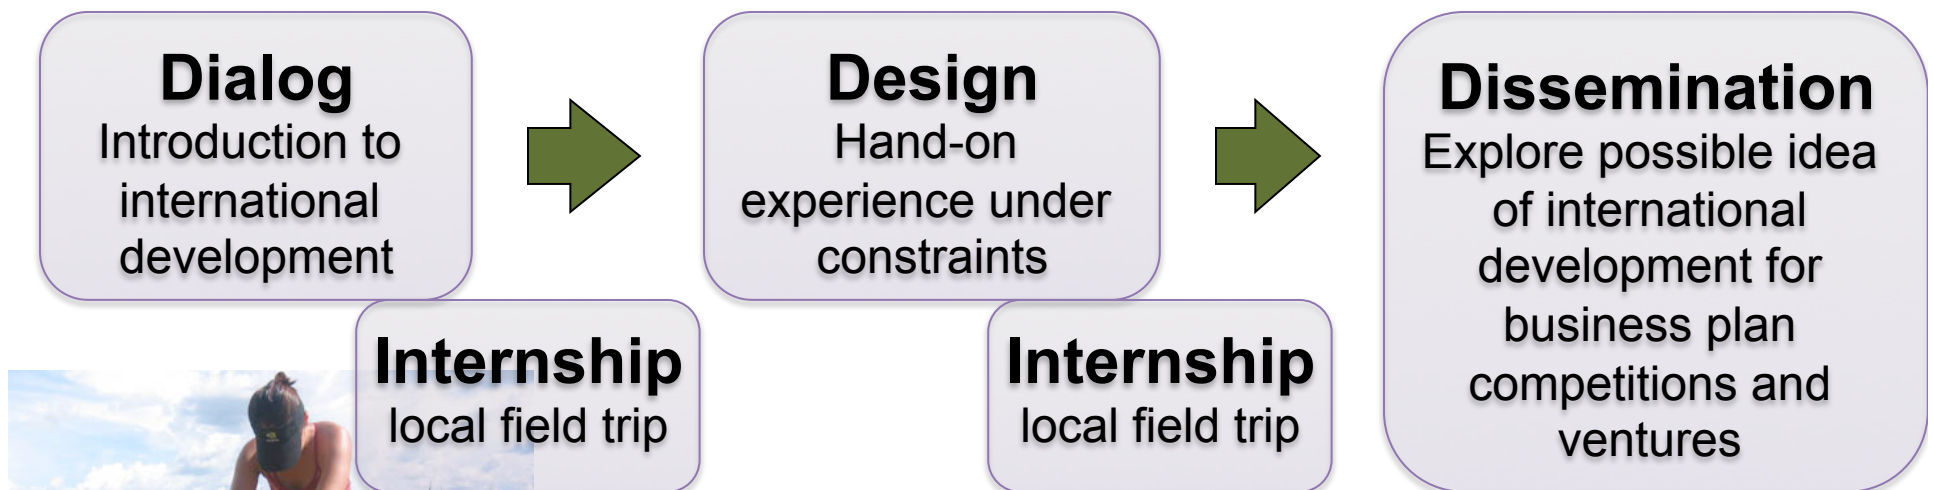 Dialog
Introduction to
international
development
Design
Hand-on
experience under
constraints
Dissemination
Explore possible idea
of international
development for
business plan
competitions and
ventures
Internship
local field trip
Internship
local field trip